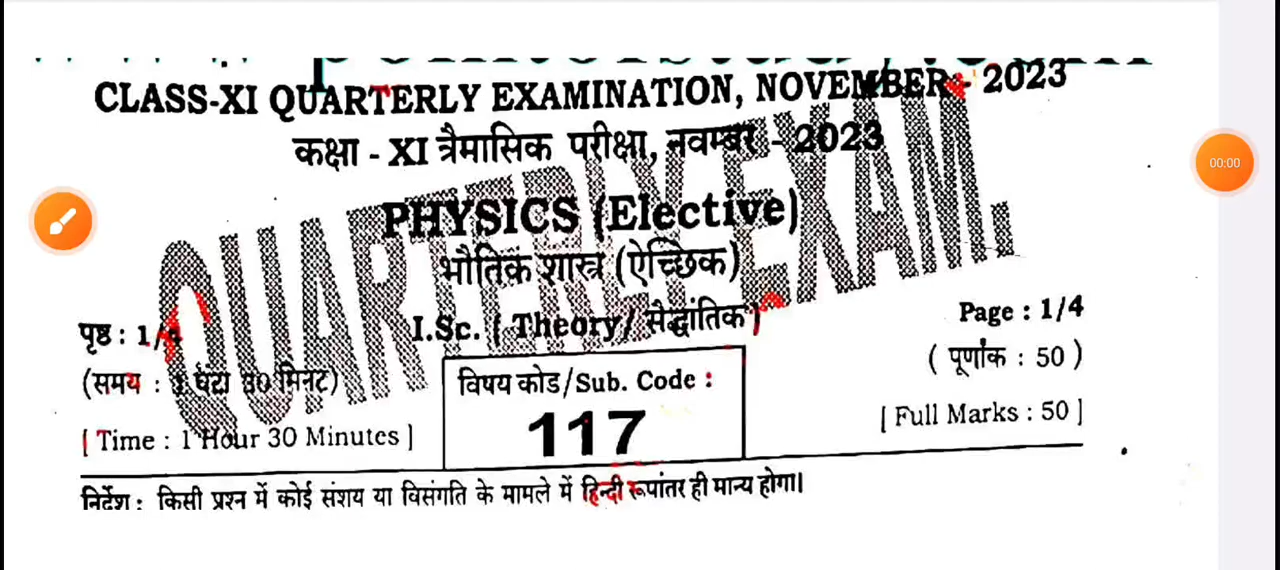 CLASS-XI QUARTERLY EXAMINATION, NOVEMBER - 2023
कक्षा - XI त्रैमासिक परीक्षा, नवम्बर - 2023
QUARTERLY EXAM.
PHYSICS (Elective)
भौतिक शास्त्र (ऐच्छिक)
पृष्ठ : 1/4
I.Sc. ( Theory/ सैद्धांतिक)
Page : 1/4
(समय : 1 घंटा 30 मिनट)
विषय कोड/Sub. Code :
( पूर्णांक : 50 )
[ Time : 1 Hour 30 Minutes ]
117
[ Full Marks : 50 ]
निर्देश : किसी प्रश्न में कोई संशय या विसंगति के मामले में हिन्दी रूपांतर ही मान्य होगा।
00:00